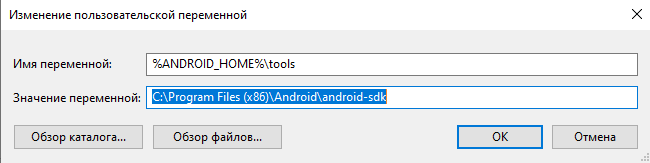 Изменение пользовательской переменной
Имя переменной: %ANDROID_HOME%\tools
Значение переменной: C:\Program Files (x86)\Android\android-sdk
Обзор каталога... Обзор файлов... ОК Отмена